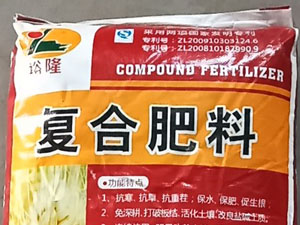 采用两项国家发明专利
专利号:ZL200910303124.6
专利号:ZL200810187990.9
裕隆
COMPOUND FERTILIZER
复合肥料
●功能特点
1、抗寒、抗旱、抗重茬,保水、保肥、促生根
2、免深耕,打破板结,活化土壤,改良盐碱土质